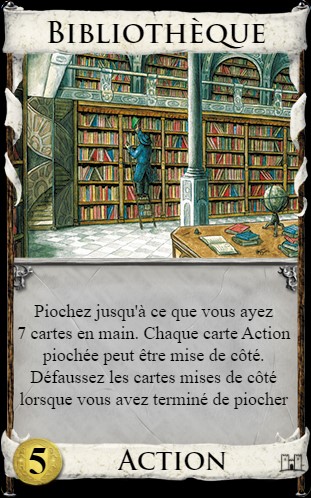 BIBLIOTHÈQUE
Piochez jusqu'à ce que vous ayez
7 cartes en main. Chaque carte Action
piochée peut être mise de côté.
Défaussez les cartes mises de côté
lorsque vous avez terminé de piocher
5
ACTION